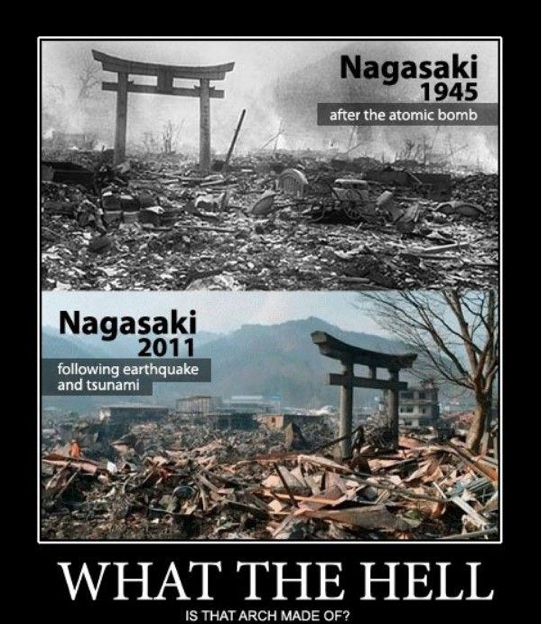 Nagasaki
1945
after the atomic bomb
Nagasaki
2011
following earthquake
and tsunami
WHAT THE HELL
IS THAT ARCH MADE OF?